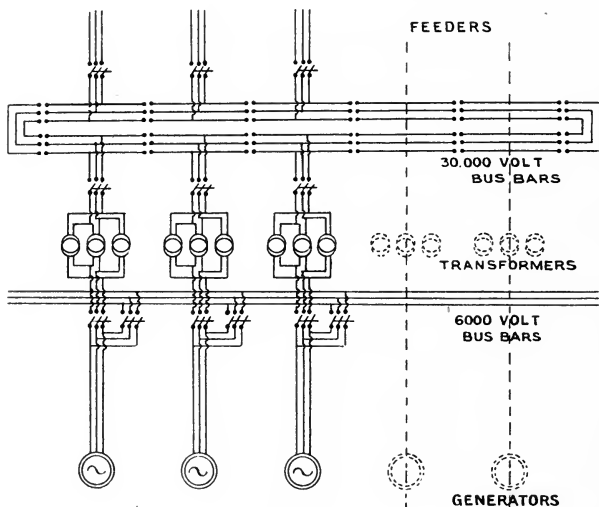 FEEDERS
30.000 VOLT
BUS BARS
TRANSFORMERS
6000 VOLT
BUS BARS
GENERATORS